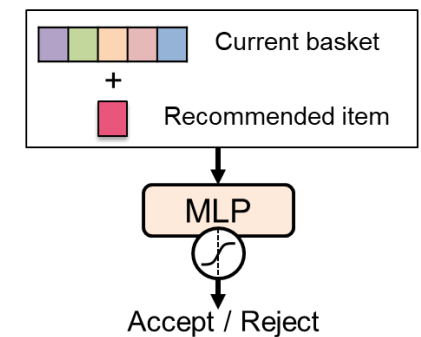 Current basket
+
Recommended item
MLP
Accept / Reject